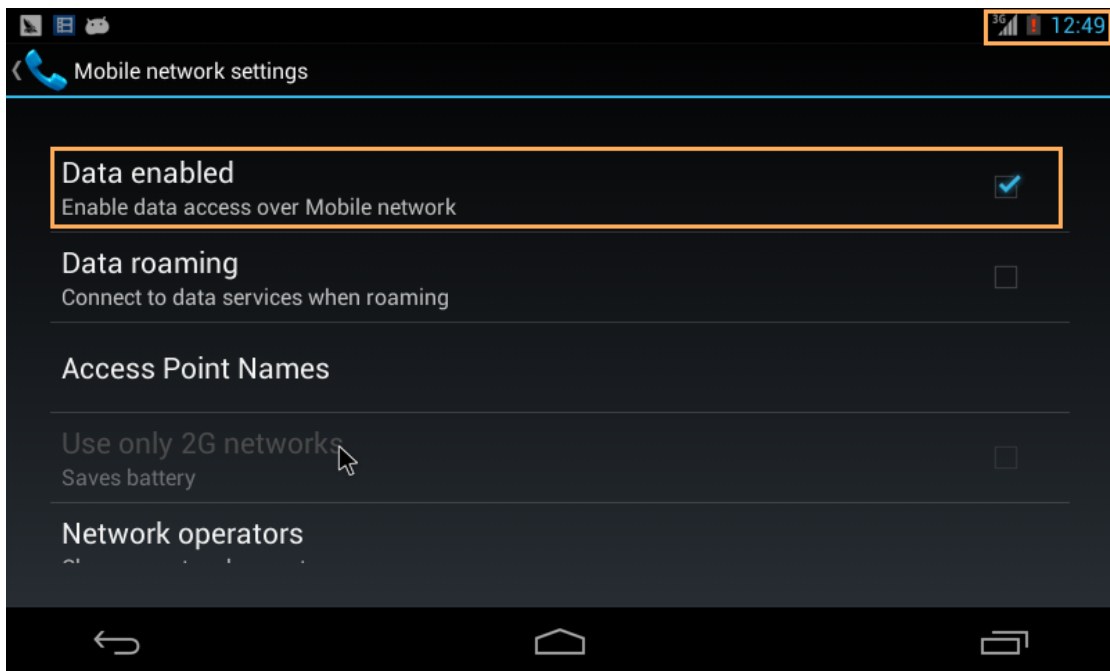 3G 12:49
Mobile network settings
Data enabled
Enable data access over Mobile network
Data roaming
Connect to data services when roaming
Access Point Names
Use only 2G networks
Saves battery
Network operators